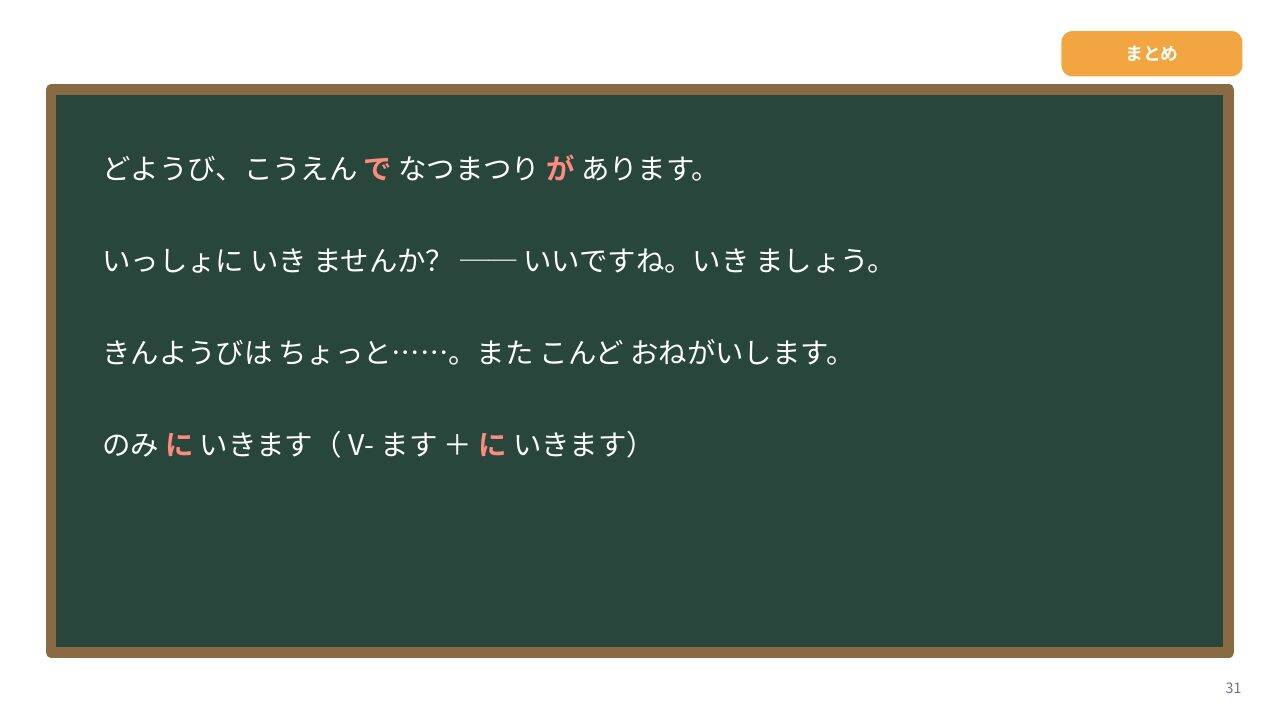 まとめ
どようび、こうえん で なつまつり が あります。
いっしょに いき ませんか？ ―― いいですね。いき ましょう。
きんようびは ちょっと……。また こんど おねがいします。
のみ に いきます（ V- ます ＋ に いきます）
31